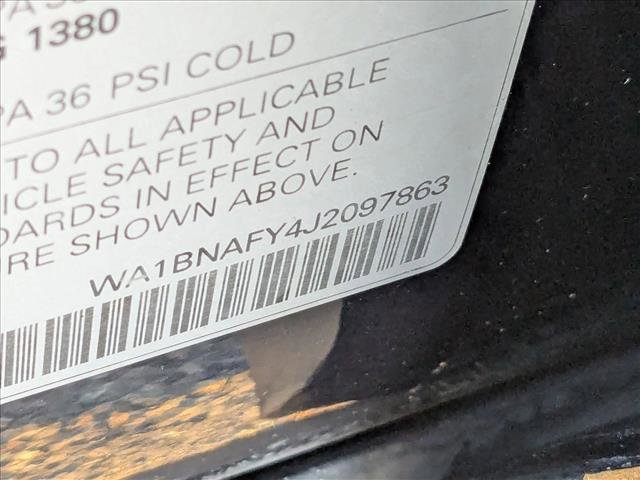 G 1380
PA 36 PSI COLD
TO ALL APPLICABLE
ICLE SAFETY AND
DARDS IN EFFECT ON
RE SHOWN ABOVE.
WA1BNAFY4J2097863